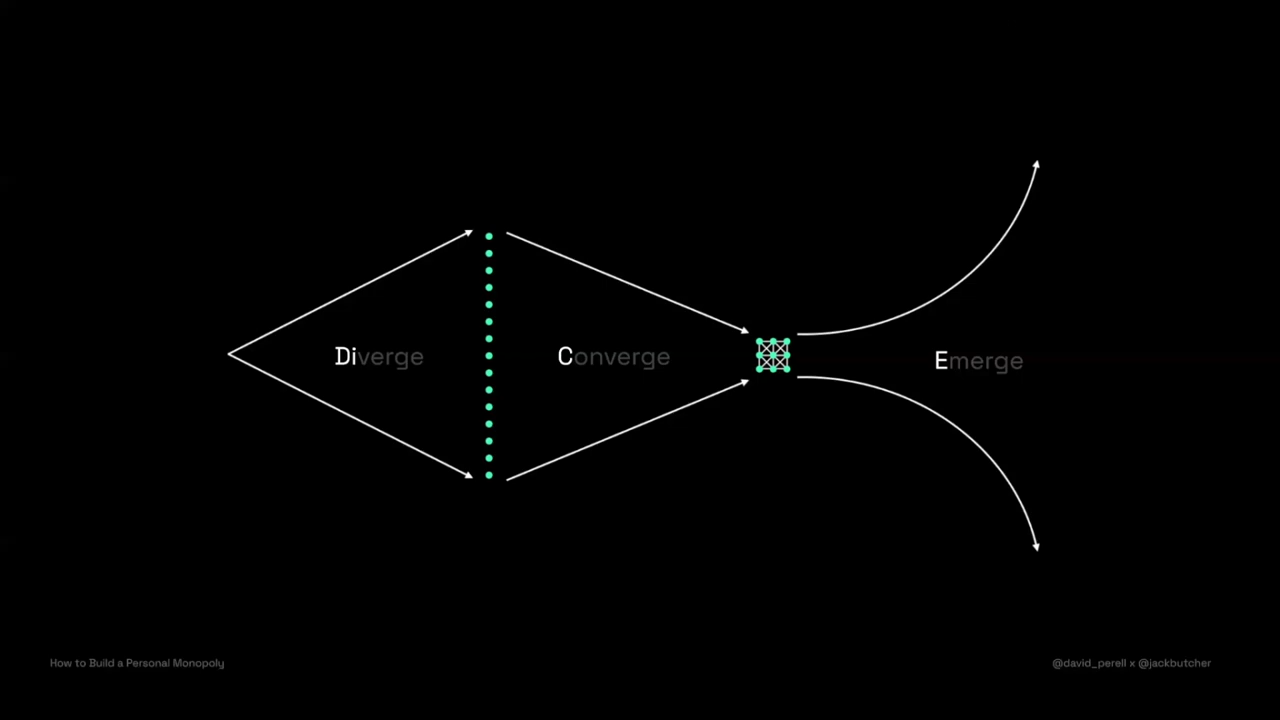 Diverge
Converge
Emerge
How to Build a Personal Monopoly
@david_perell x @jackbutcher